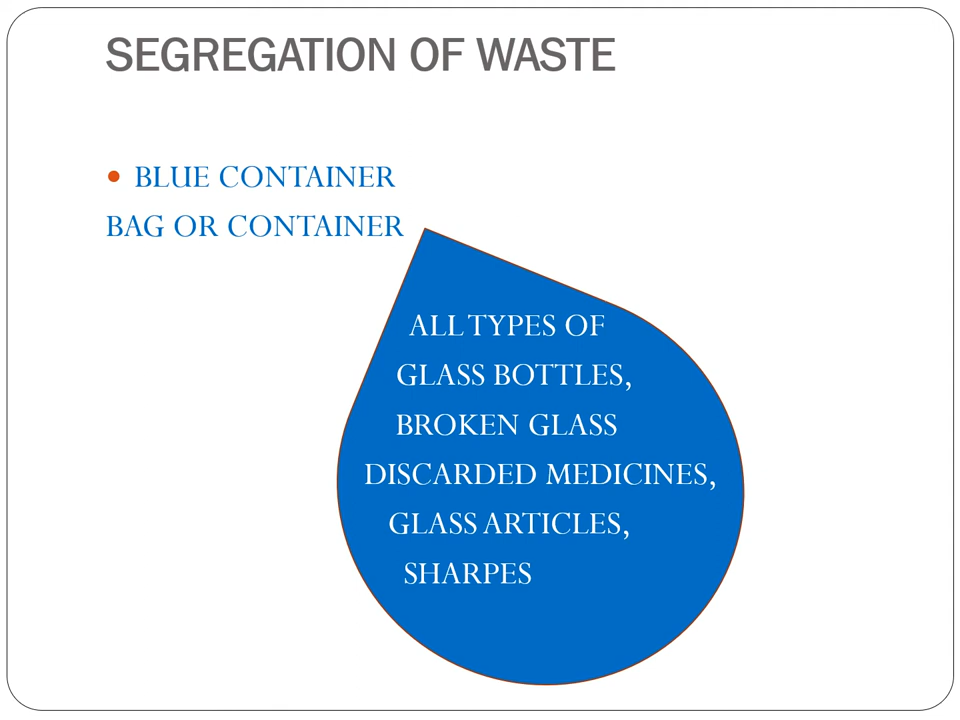 SEGREGATION OF WASTE
• BLUE CONTAINER
BAG OR CONTAINER
ALL TYPES OF
GLASS BOTTLES,
BROKEN GLASS
DISCARDED MEDICINES,
GLASS ARTICLES,
SHARPES